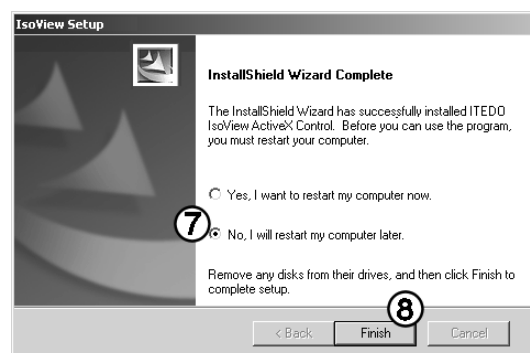 IsoView Setup
InstallShield Wizard Complete
The InstallShield Wizard has successfully installed ITEDO
IsoView ActiveX Control. Before you can use the program,
you must restart your computer.
Yes, I want to restart my computer now.
7 No, I will restart my computer later.
Remove any disks from their drives, and then click Finish to
complete setup.
8
< Back Finish Cancel